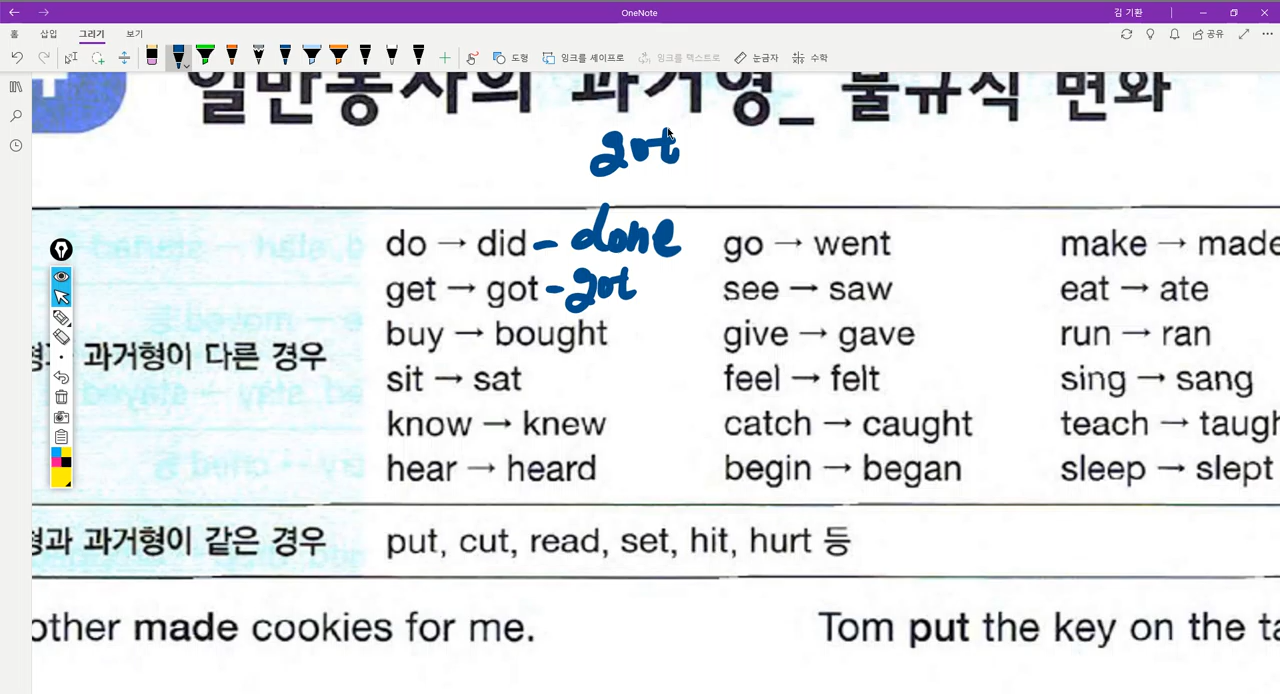 OneNote
김 기환
홈 삽입 그리기 보기
공유
도형 잉크를 셰이프로 잉크를 텍스트로 눈금자 수학
일반동사의 과거형_ 불규칙 변화
got
do → did - done go → went make → made
get → got - got see → saw eat → ate
buy → bought give → gave run → ran
형과 과거형이 다른 경우
sit → sat feel → felt sing → sang
know → knew catch → caught teach → taugh
hear → heard begin → began sleep → slept
형과 과거형이 같은 경우 put, cut, read, set, hit, hurt 등
other made cookies for me. Tom put the key on the ta